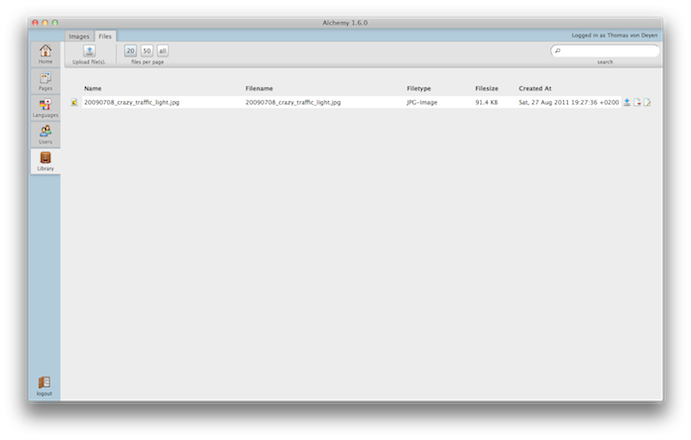 Alchemy 1.6.0
Images Files
Logged in as Thomas von Deyen
Home
Pages
Languages
Users
Library
logout
Upload file(s).
20 50 all
files per page
search
Name Filename Filetype Filesize Created At
20090708_crazy_traffic_light.jpg 20090708_crazy_traffic_light.jpg JPG-Image 91.4 KB Sat, 27 Aug 2011 19:27:36 +0200